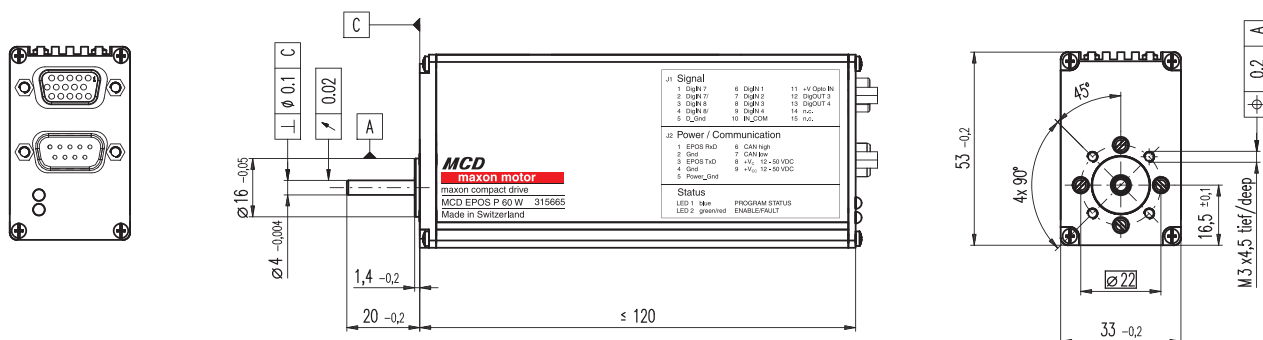 C
⊥ ⌀ 0.1 C
↗ 0.02
A
⌀16 -0,05
⌀4 -0,004
1,4 -0,2
20 -0,2
≤ 120
MCD
maxon motor
maxon compact drive
MCD EPOS P 60 W 315665
Made in Switzerland
J1 Signal
1 DigIN 7 6 DigIN 1 11 +V Opto IN
2 DigIN 7/ 7 DigIN 2 12 DigOUT 3
3 DigIN 8 8 DigIN 3 13 DigOUT 4
4 DigIN 8/ 9 DigIN 4 14 n.c.
5 D_Gnd 10 IN_COM 15 n.c.
J2 Power / Communication
1 EPOS RxD 6 CAN high
2 Gnd 7 CAN low
3 EPOS TxD 8 +Vc 12 - 50 VDC
4 Gnd 9 +Vcc 12 - 50 VDC
5 Power_Gnd
Status
LED 1 blue PROGRAM STATUS
LED 2 green/red ENABLE/FAULT
53 -0,2
45°
4x 90°
⌀22
33 -0,2
16,5 ±0,1
M3 x4,5 tief/deep
⌖ 0.2 A